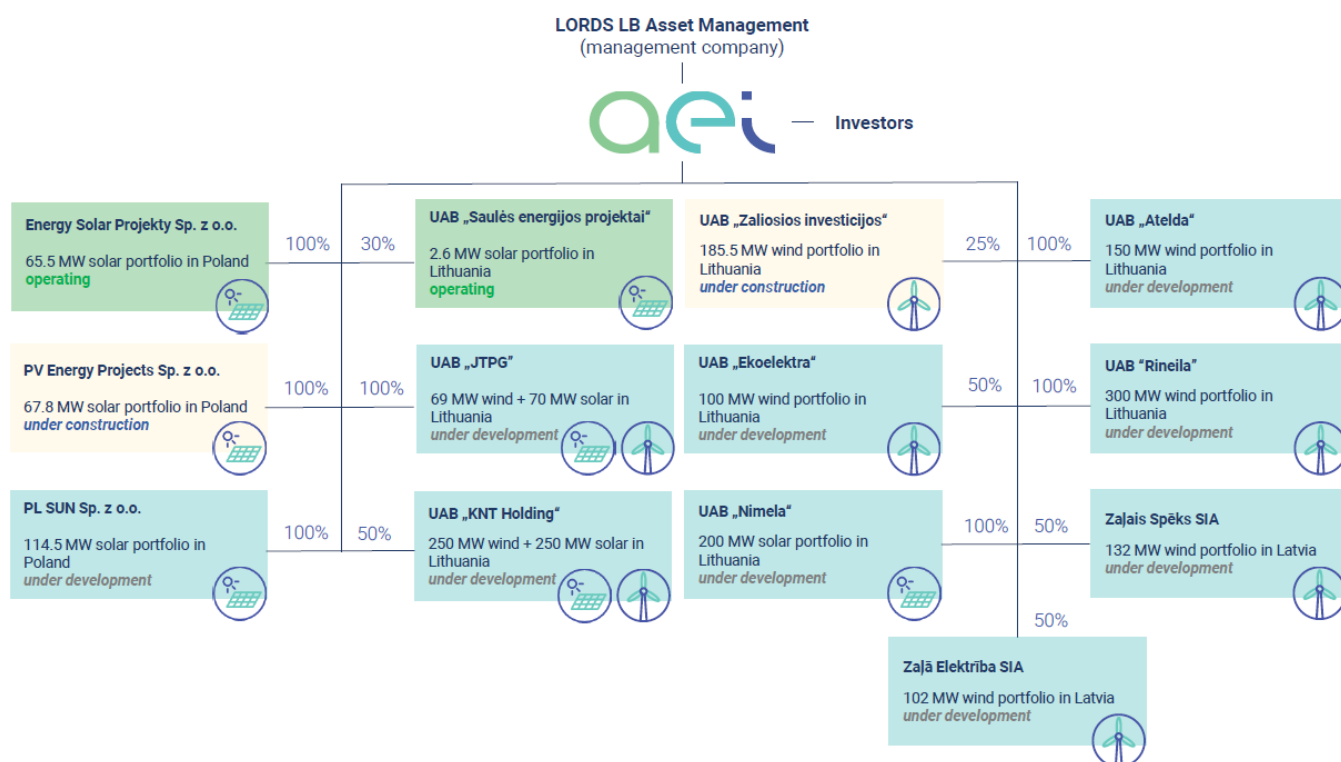 LORDS LB Asset Management
(management company)
aei
Investors
Energy Solar Projekty Sp. z o.o.
65.5 MW solar portfolio in Poland
operating
100%
30%
UAB „Saulės energijos projektai“
2.6 MW solar portfolio in
Lithuania
operating
UAB „Zaliosios investicijos“
185.5 MW wind portfolio in
Lithuania
under construction
25%
100%
UAB „Atelda“
150 MW wind portfolio in
Lithuania
under development
PV Energy Projects Sp. z o.o.
67.8 MW solar portfolio in Poland
under construction
100%
100%
UAB „JTPG”
69 MW wind + 70 MW solar in
Lithuania
under development
UAB „Ekoelektra“
100 MW wind portfolio in
Lithuania
under development
50%
100%
UAB “Rineila”
300 MW wind portfolio in
Lithuania
under development
PL SUN Sp. z o.o.
114.5 MW solar portfolio in
Poland
under development
100%
50%
UAB „KNT Holding“
250 MW wind + 250 MW solar in
Lithuania
under development
UAB „Nimela“
200 MW solar portfolio in
Lithuania
under development
100%
50%
Zaļais Spēks SIA
132 MW wind portfolio in Latvia
under development
50%
Zaļā Elektrība SIA
102 MW wind portfolio in Latvia
under development